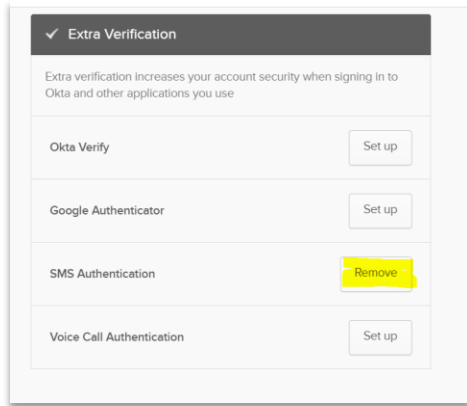 Extra Verification
Extra verification increases your account security when signing in to
Okta and other applications you use
Okta Verify
Set up
Google Authenticator
Set up
SMS Authentication
Remove
Voice Call Authentication
Set up